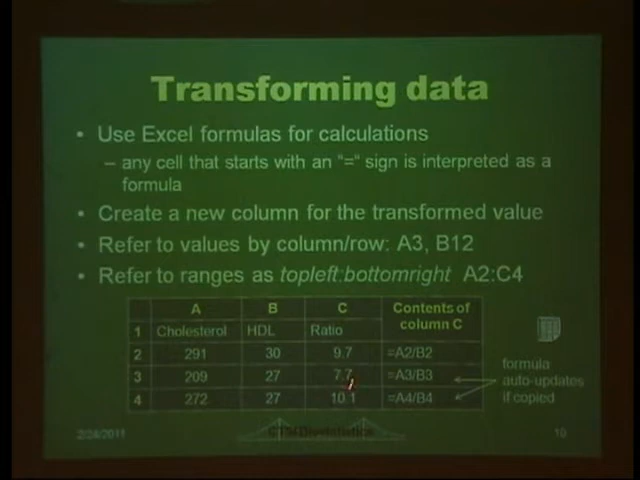 Transforming data
• Use Excel formulas for calculations
– any cell that starts with an "=" sign is interpreted as a
formula
• Create a new column for the transformed value
• Refer to values by column/row: A3, B12
• Refer to ranges as topleft:bottomright A2:C4
A B C Contents of
column C
1 Cholesterol HDL Ratio
2 291 30 9.7 =A2/B2
3 209 27 7.7 =A3/B3
4 272 27 10.1 =A4/B4
formula
auto-updates
if copied
2/24/2011
CTSI Biostatistics
19